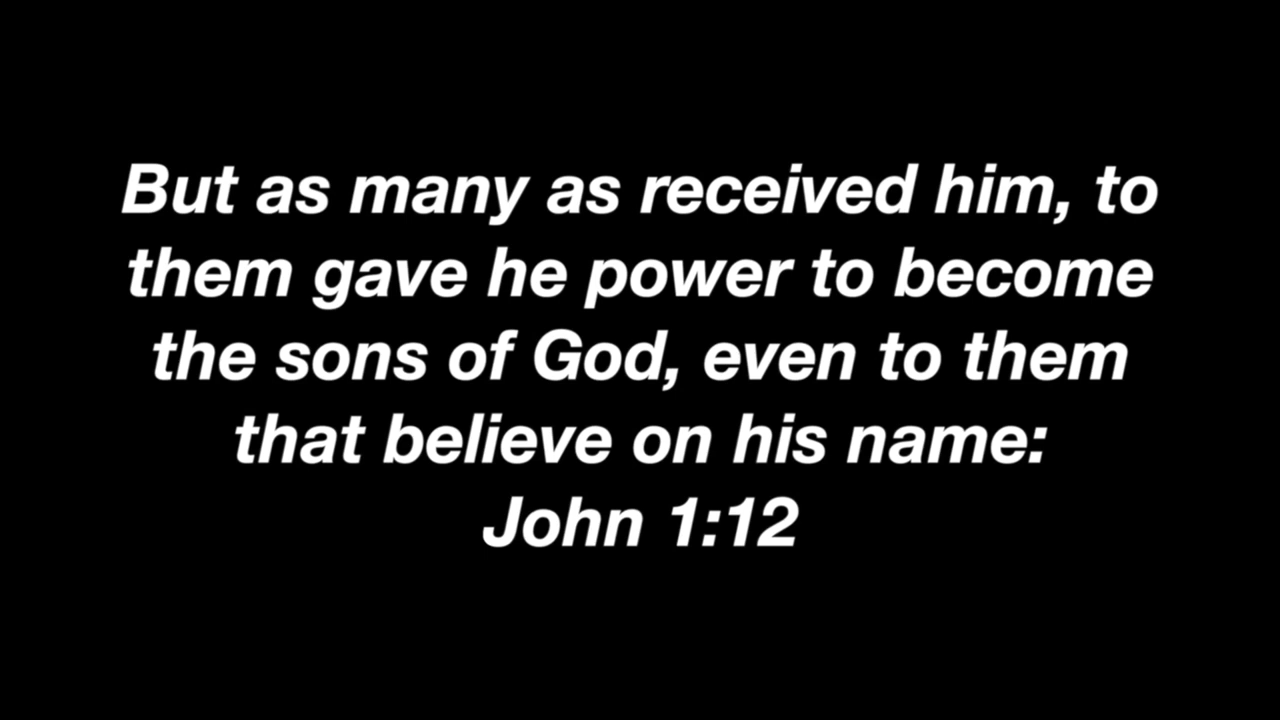 But as many as received him, to
them gave he power to become
the sons of God, even to them
that believe on his name:
John 1:12